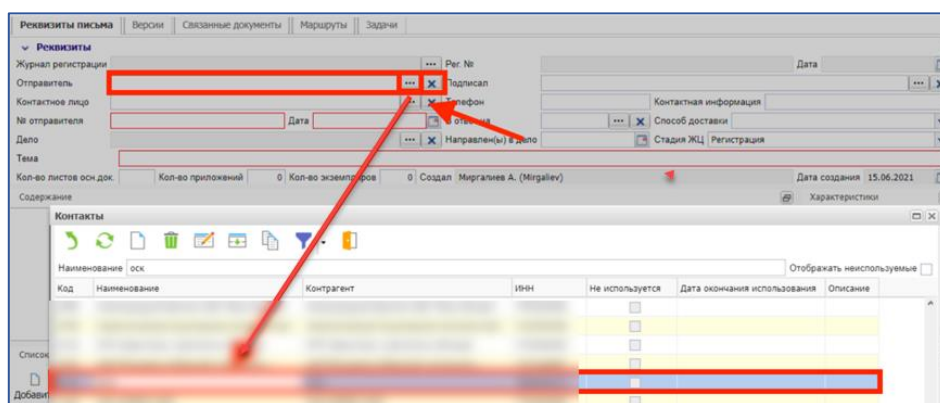 Реквизиты письма Версии Связанные документы Маршруты Задачи
Реквизиты
Журнал регистрации ... Рег. № Дата
Отправитель ... Подписал ...
Контактное лицо Телефон Контактная информация
№ отправителя Дата ... Способ доставки
Дело ... Направлен(ы) в дело Стадия ЖЦ Регистрация
Тема
Кол-во листов осн.док. Кол-во приложений 0 Кол-во экземпляров 0 Создал Миргалиев А. (Mirgaliev) Дата создания 15.06.2021
Содержание Характеристики
Контакты
Наименование оск Отображать неиспользуемые
Код Наименование Контрагент ИНН Не используется Дата окончания использования Описание
Список
Добави